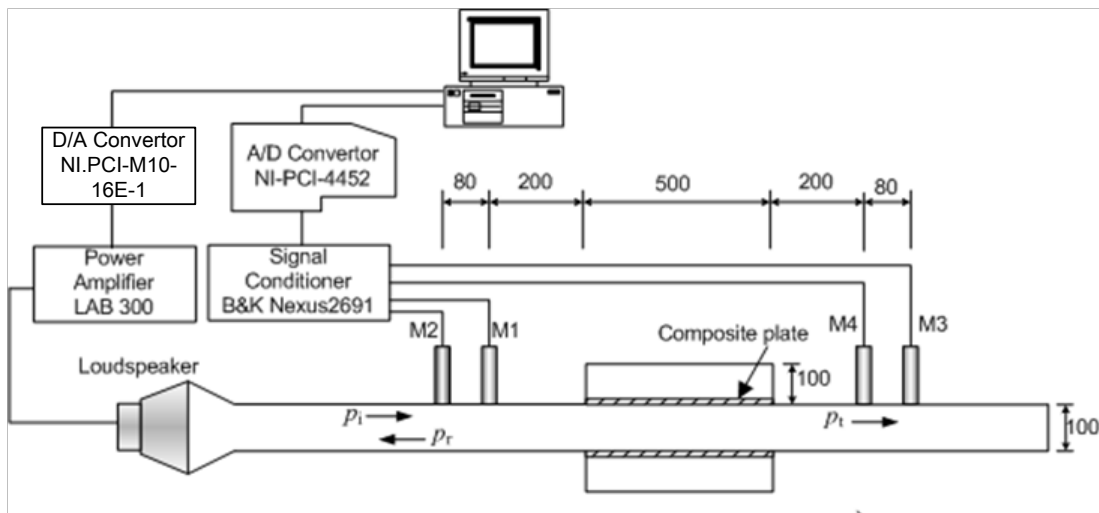 D/A Convertor
NI.PCI-M10-
16E-1
A/D Convertor
NI-PCI-4452
80
200
500
200
80
Power
Amplifier
LAB 300
Signal
Conditioner
B&K Nexus2691
M2
M1
Composite plate
M4
M3
Loudspeaker
100
pi
pr
pt
100